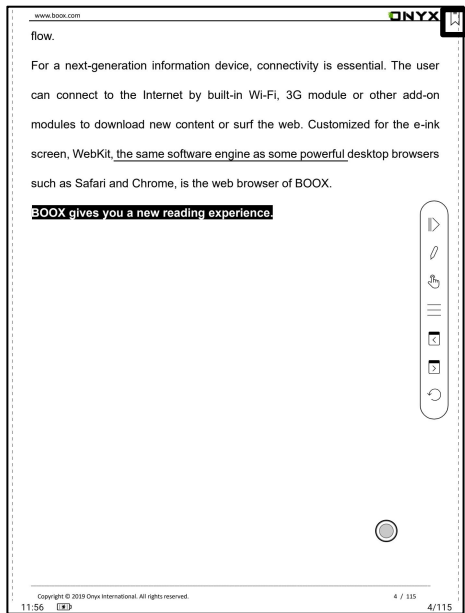 www.boox.com
ONYX
flow.
For a next-generation information device, connectivity is essential. The user
can connect to the Internet by built-in Wi-Fi, 3G module or other add-on
modules to download new content or surf the web. Customized for the e-ink
screen, WebKit, the same software engine as some powerful desktop browsers
such as Safari and Chrome, is the web browser of BOOX.
BOOX gives you a new reading experience.
Copyright © 2019 Onyx International. All rights reserved.
4 / 115
11:56
4/115